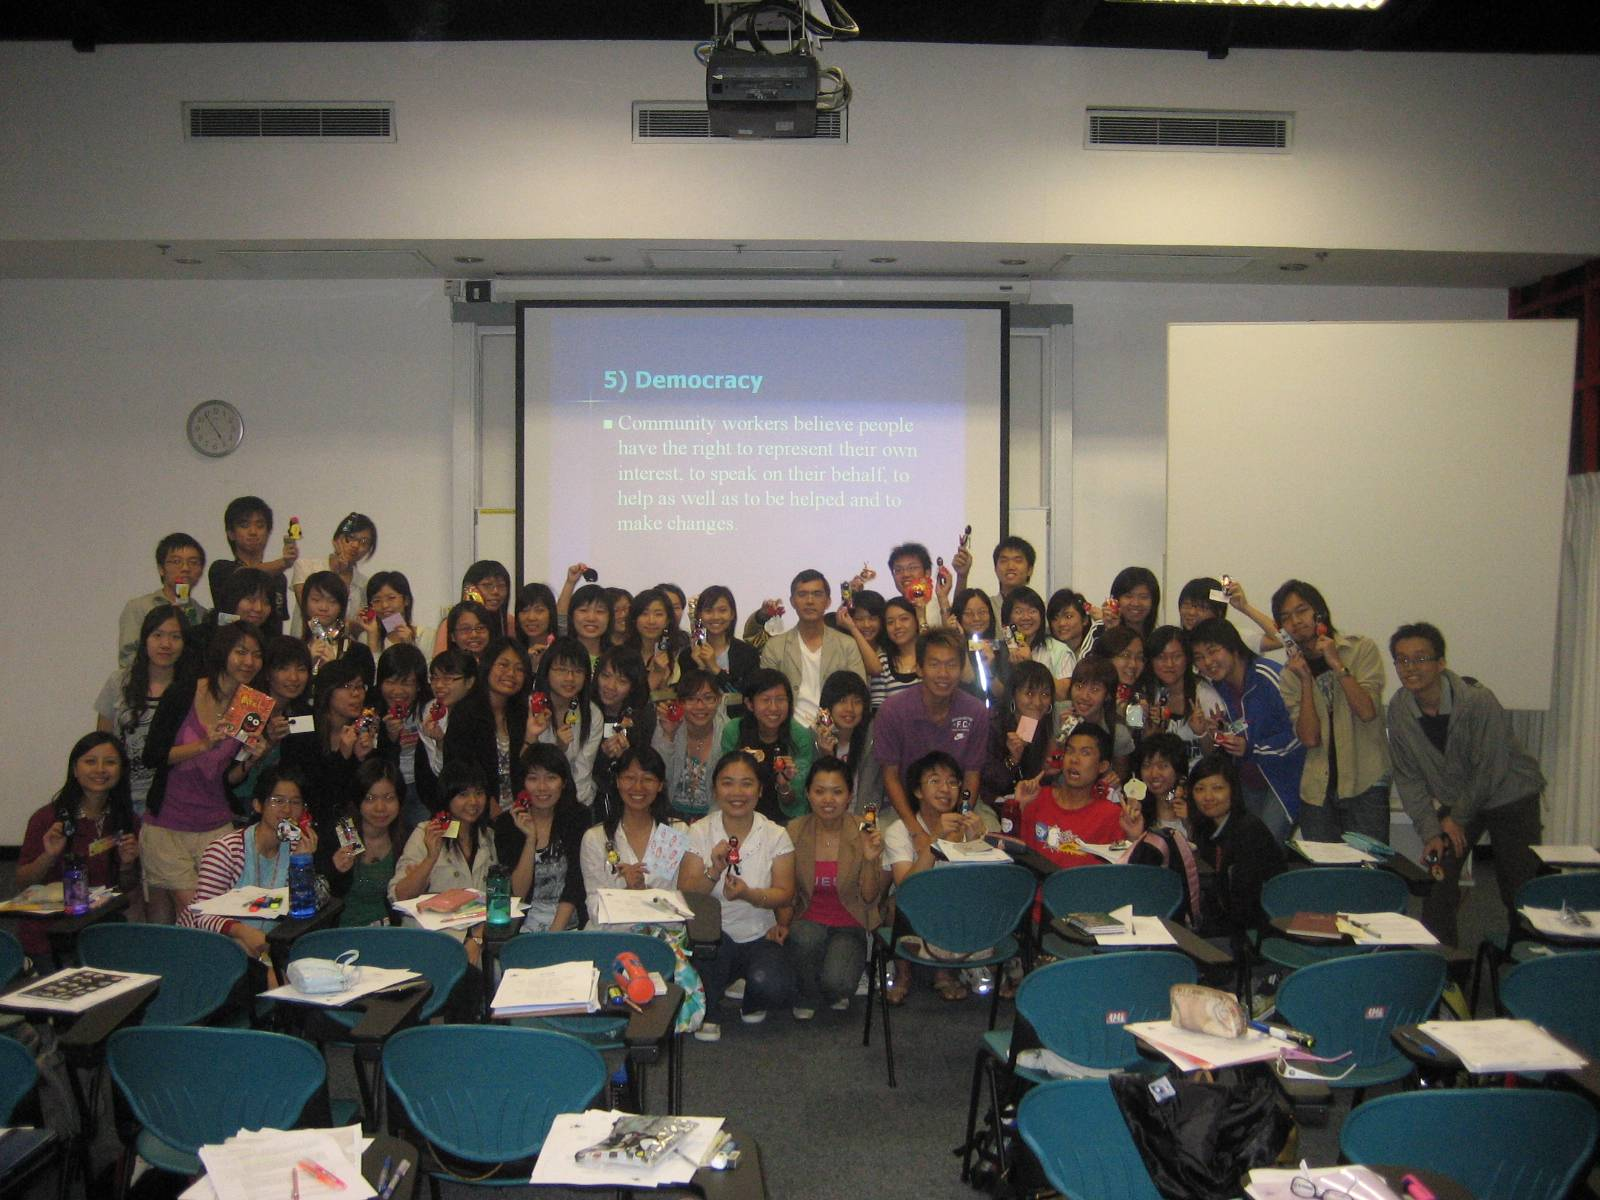 5) Democracy
Community workers believe people
have the right to represent their own
interest, to speak on their behalf, to
help as well as to be helped and to
make changes.
F.C